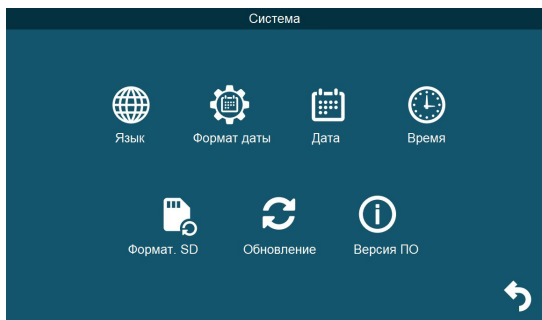 Система
Язык
Формат даты
Дата
Время
Формат. SD
Обновление
Версия ПО